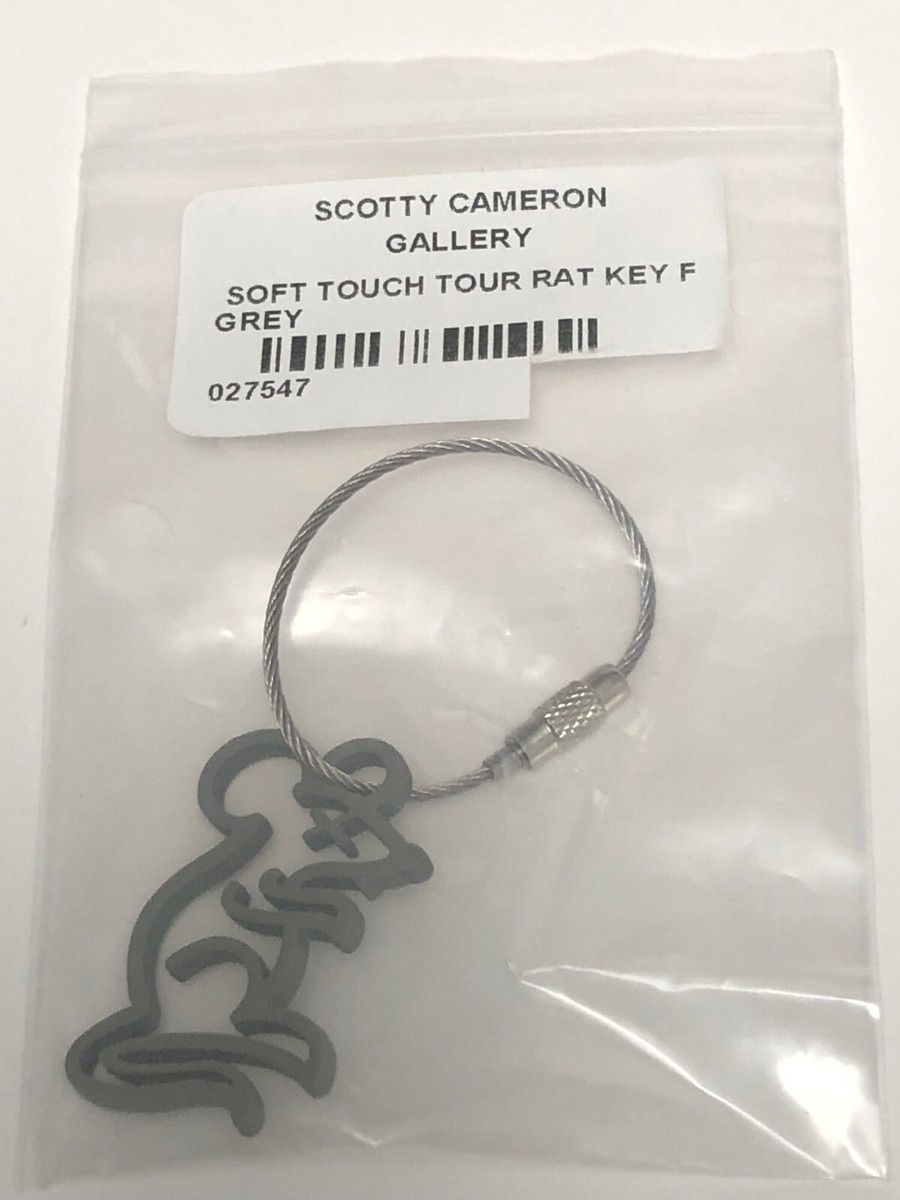 SCOTTY CAMERON
GALLERY
SOFT TOUCH TOUR RAT KEY F
GREY
027547